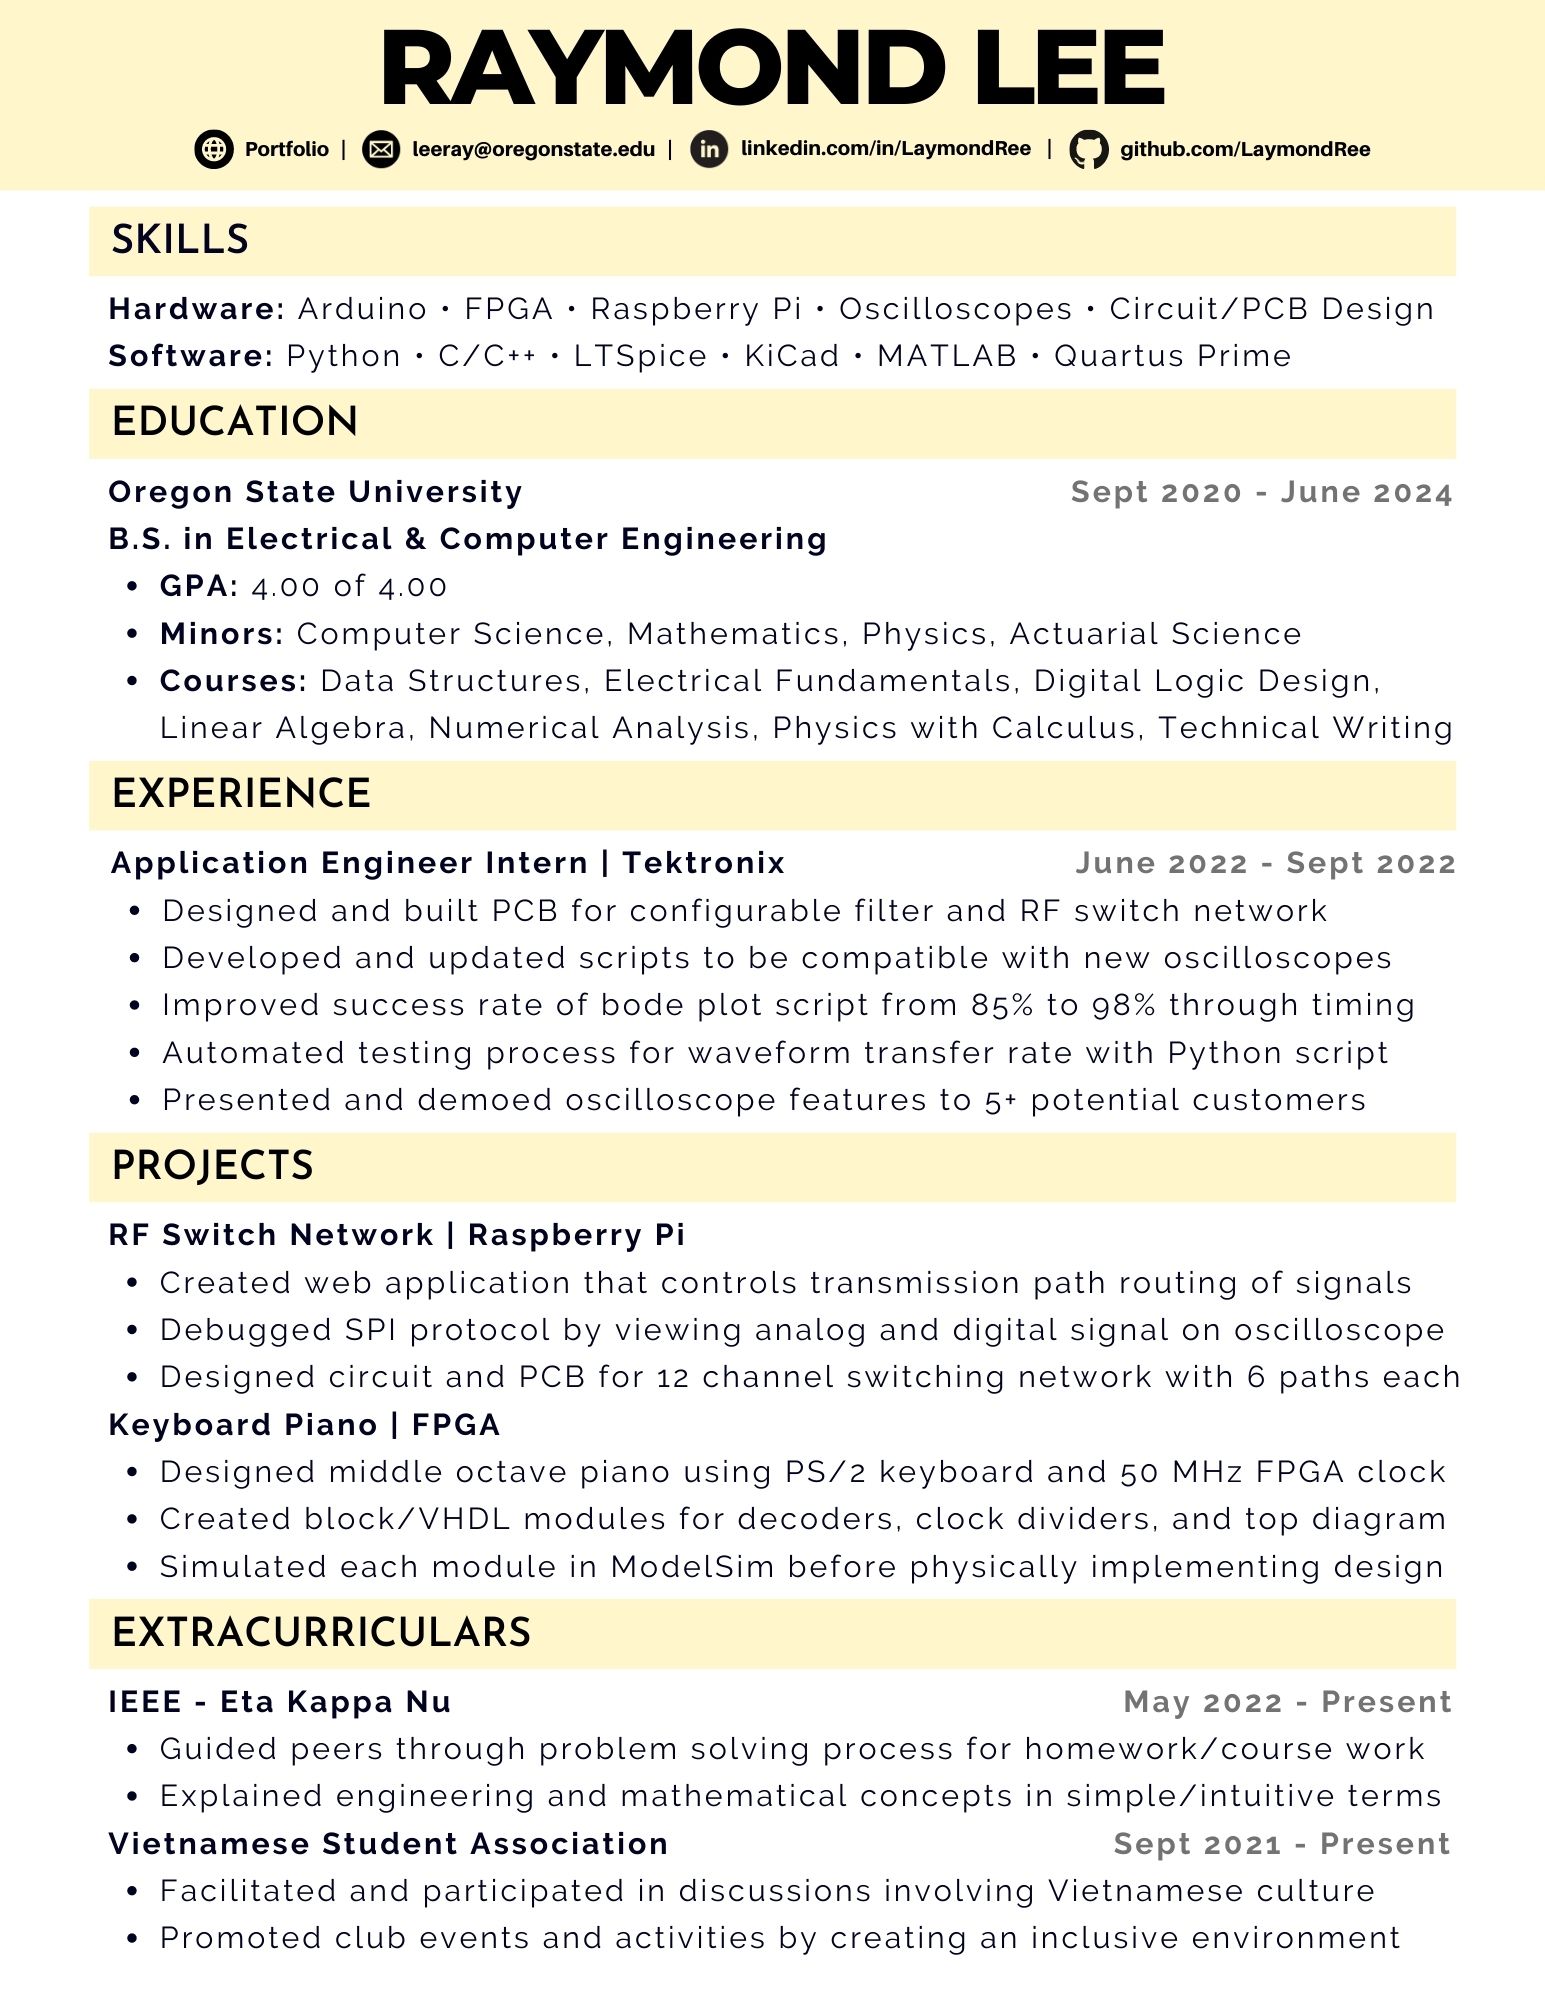 RAYMOND LEE
Portfolio | leeray@oregonstate.edu | linkedin.com/in/LaymondRee | github.com/LaymondRee
SKILLS
Hardware: Arduino • FPGA • Raspberry Pi • Oscilloscopes • Circuit/PCB Design
Software: Python • C/C++ • LTSpice • KiCad • MATLAB • Quartus Prime
EDUCATION
Oregon State University Sept 2020 - June 2024
B.S. in Electrical & Computer Engineering
• GPA: 4.00 of 4.00
• Minors: Computer Science, Mathematics, Physics, Actuarial Science
• Courses: Data Structures, Electrical Fundamentals, Digital Logic Design,
Linear Algebra, Numerical Analysis, Physics with Calculus, Technical Writing
EXPERIENCE
Application Engineer Intern | Tektronix June 2022 - Sept 2022
• Designed and built PCB for configurable filter and RF switch network
• Developed and updated scripts to be compatible with new oscilloscopes
• Improved success rate of bode plot script from 85% to 98% through timing
• Automated testing process for waveform transfer rate with Python script
• Presented and demoed oscilloscope features to 5+ potential customers
PROJECTS
RF Switch Network | Raspberry Pi
• Created web application that controls transmission path routing of signals
• Debugged SPI protocol by viewing analog and digital signal on oscilloscope
• Designed circuit and PCB for 12 channel switching network with 6 paths each
Keyboard Piano | FPGA
• Designed middle octave piano using PS/2 keyboard and 50 MHz FPGA clock
• Created block/VHDL modules for decoders, clock dividers, and top diagram
• Simulated each module in ModelSim before physically implementing design
EXTRACURRICULARS
IEEE - Eta Kappa Nu May 2022 - Present
• Guided peers through problem solving process for homework/course work
• Explained engineering and mathematical concepts in simple/intuitive terms
Vietnamese Student Association Sept 2021 - Present
• Facilitated and participated in discussions involving Vietnamese culture
• Promoted club events and activities by creating an inclusive environment